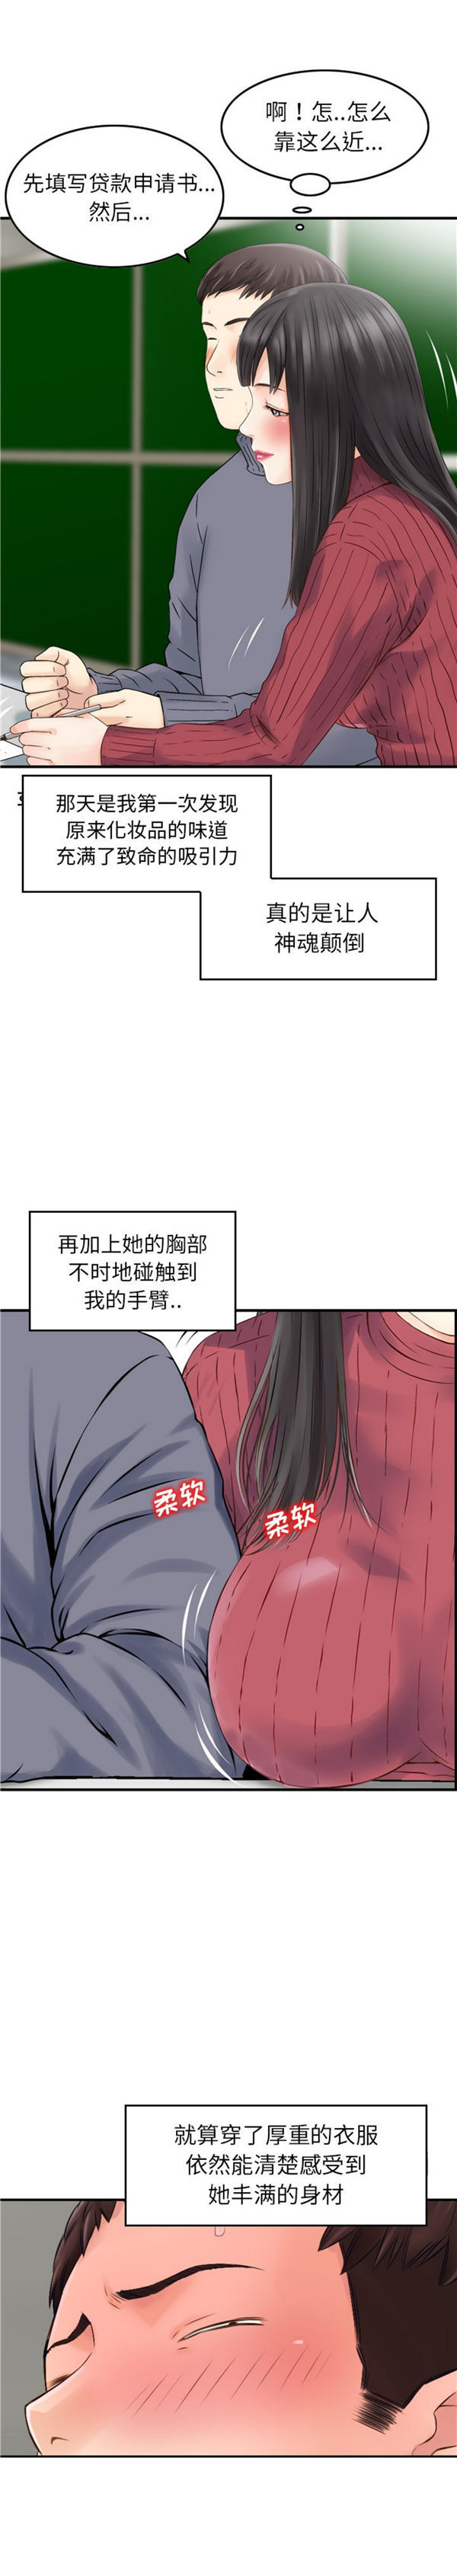 啊！怎..怎么
靠这么近...
先填写贷款申请书...
然后...
那天是我第一次发现
原来化妆品的味道
充满了致命的吸引力
真的是让人
神魂颠倒
再加上她的胸部
不时地碰触到
我的手臂..
柔软
柔软
就算穿了厚重的衣服
依然能清楚感受到
她丰满的身材